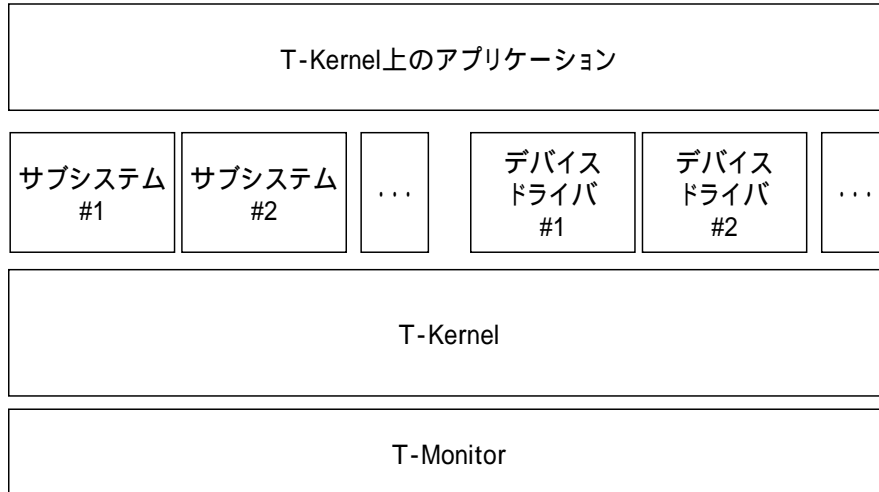 T-Kernel上のアプリケーション
サブシステム
#1
サブシステム
#2
...
デバイス
ドライバ
#1
デバイス
ドライバ
#2
...
T-Kernel
T-Monitor